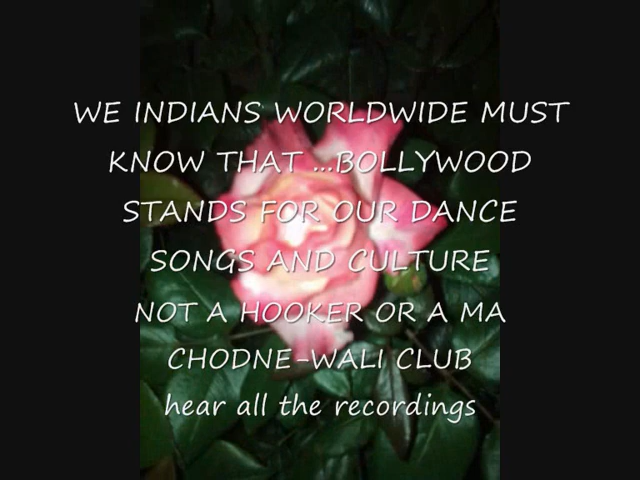 WE INDIANS WORLDWIDE MUST
KNOW THAT ...BOLLYWOOD
STANDS FOR OUR DANCE
SONGS AND CULTURE
NOT A HOOKER OR A MA
CHODNE-WALI CLUB
hear all the recordings